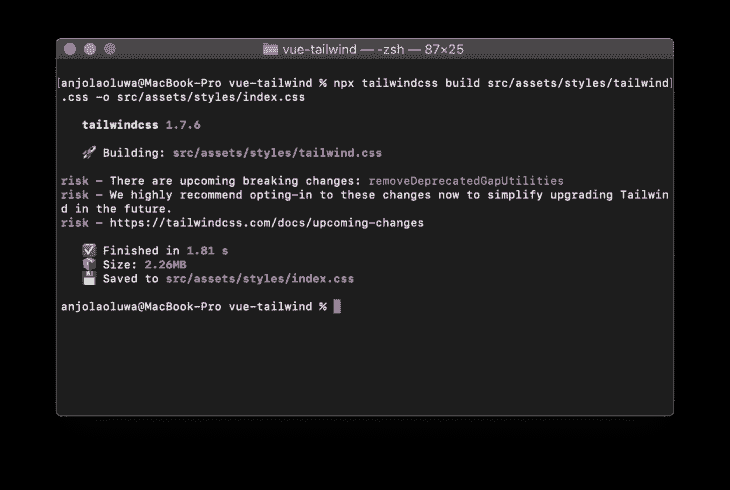 vue-tailwind — -zsh — 87×25
[anjolaoluwa@MacBook-Pro vue-tailwind % npx tailwindcss build src/assets/styles/tailwind]
.css -o src/assets/styles/index.css
tailwindcss 1.7.6
🚀 Building: src/assets/styles/tailwind.css
risk - There are upcoming breaking changes: removeDeprecatedGapUtilities
risk - We highly recommend opting-in to these changes now to simplify upgrading Tailwin
d in the future.
risk - https://tailwindcss.com/docs/upcoming-changes
✅ Finished in 1.81 s
📦 Size: 2.26MB
💾 Saved to src/assets/styles/index.css
anjolaoluwa@MacBook-Pro vue-tailwind %